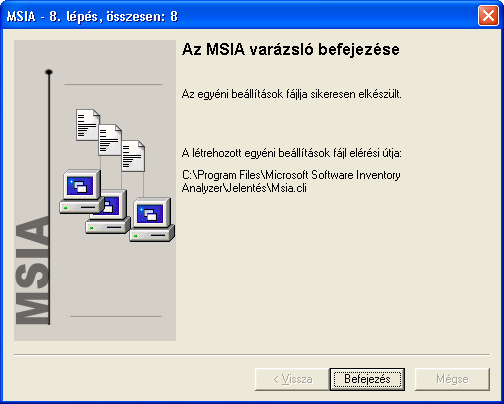 MSIA - 8. lépés, összesen: 8
Az MSIA varázsló befejezése
Az egyéni beállítások fájlja sikeresen elkészült.
A létrehozott egyéni beállítások fájl elérési útja:
C:\Program Files\Microsoft Software Inventory
Analyzer\Jelentés\Msia.cli
MSIA
< Vissza
Befejezés
Mégse